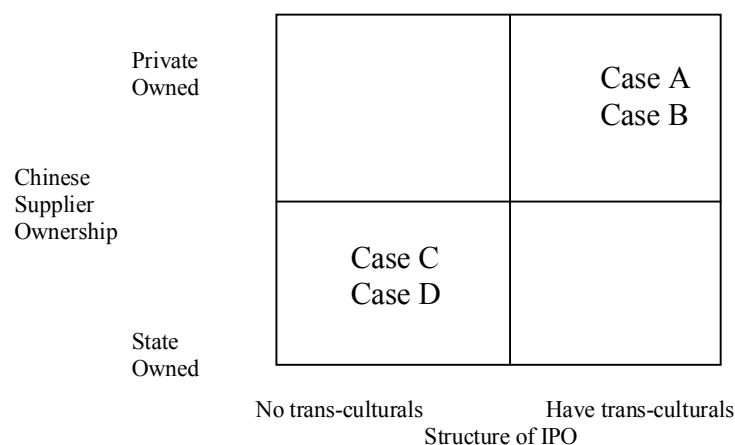 Private
Owned
Case A
Case B
Chinese
Supplier
Ownership
Case C
Case D
State
Owned
No trans-culturals
Have trans-culturals
Structure of IPO